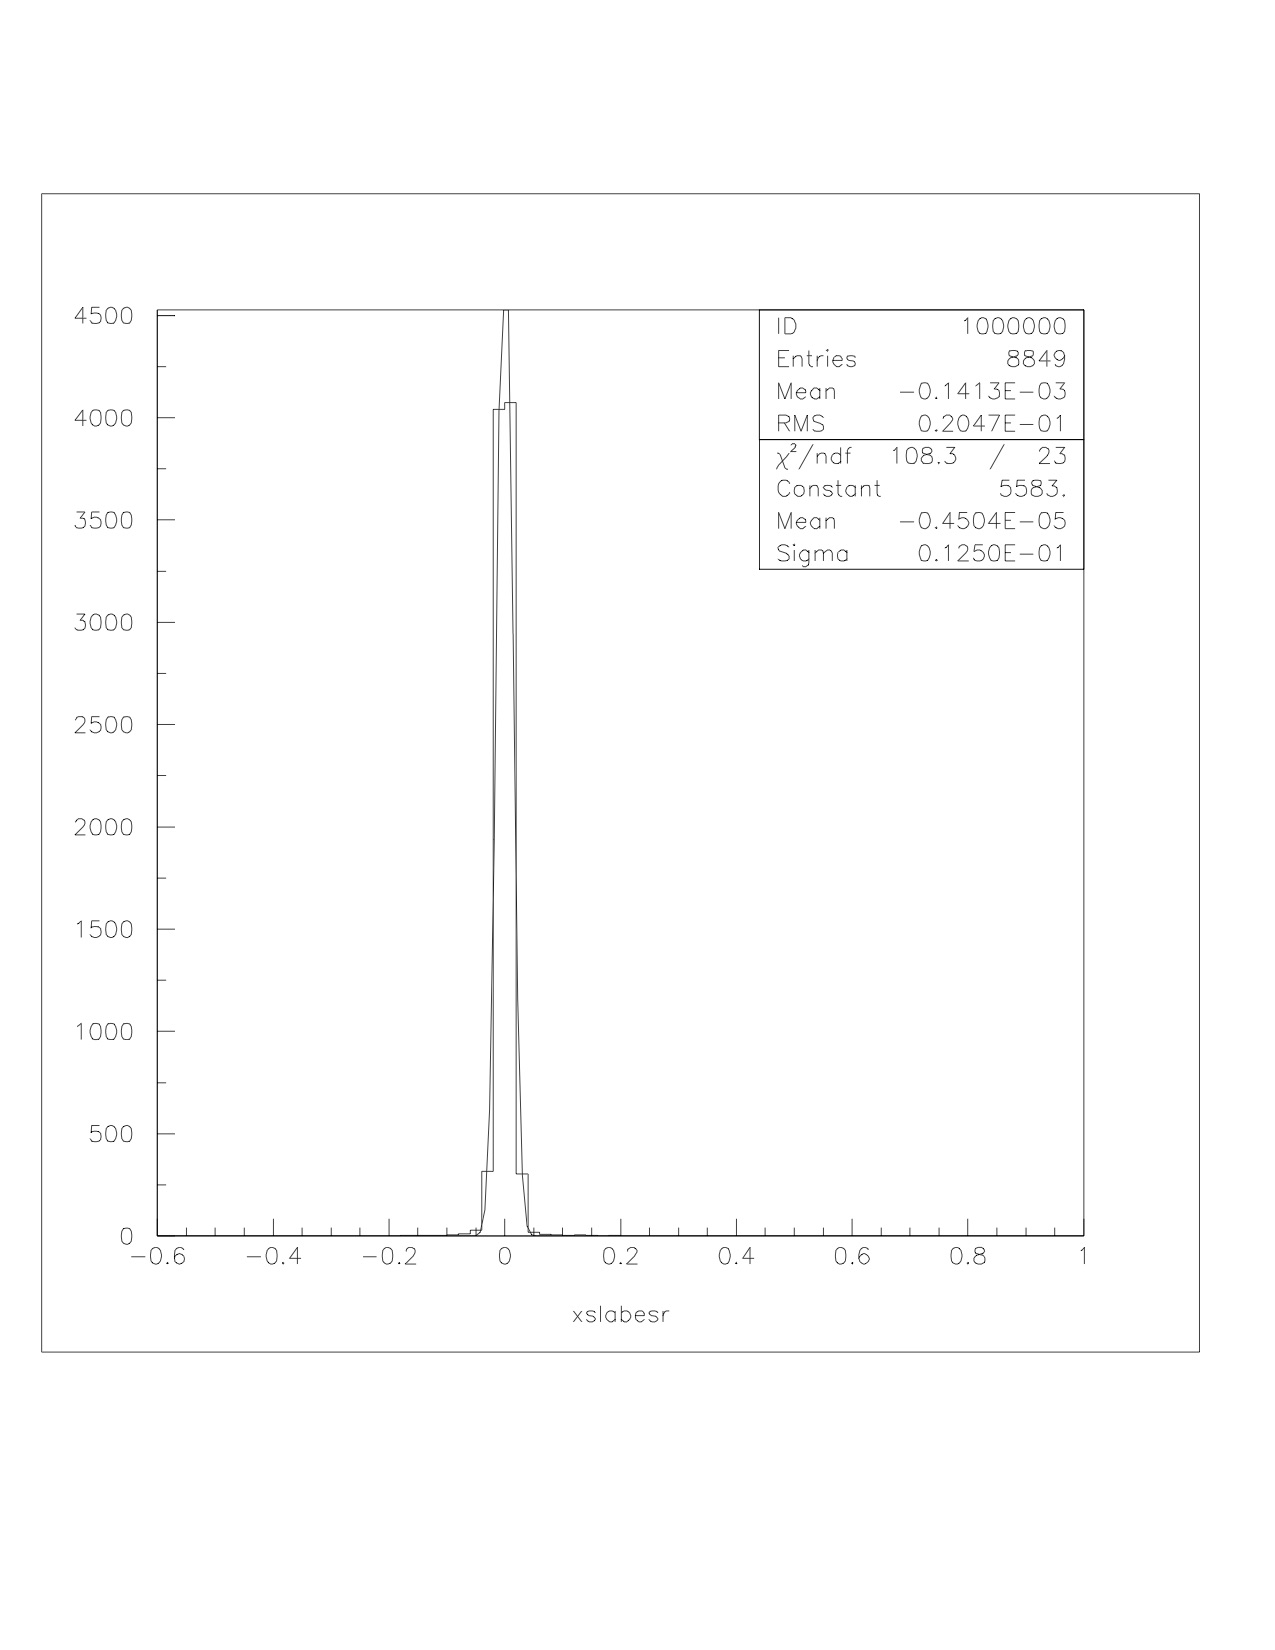 4500
4000
3500
3000
2500
2000
1500
1000
500
0
ID 1000000
Entries 8849
Mean −0.1413E−03
RMS 0.2047E−01
χ²/ndf 108.3 / 23
Constant 5583.
Mean −0.4504E−05
Sigma 0.1250E−01
−0.6 −0.4 −0.2 0 0.2 0.4 0.6 0.8 1
xslabesr